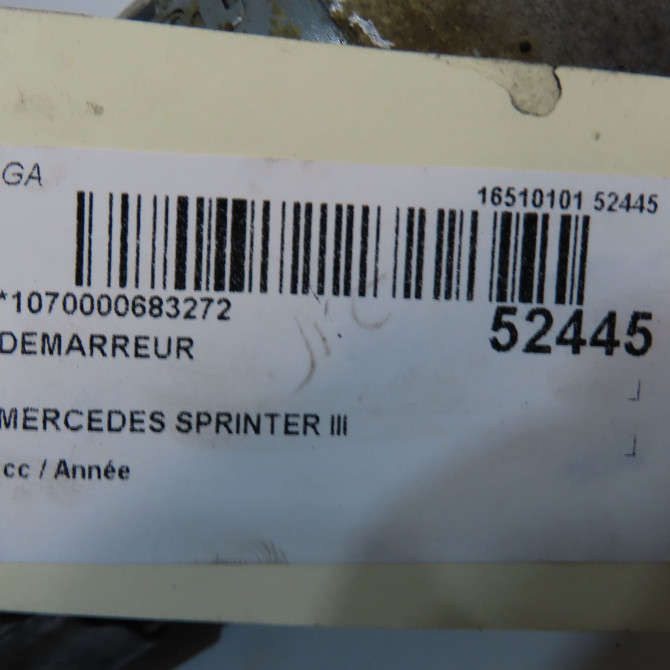 GA
16510101 52445
*1070000683272
52445
DEMARREUR
MERCEDES SPRINTER III
cc / Année